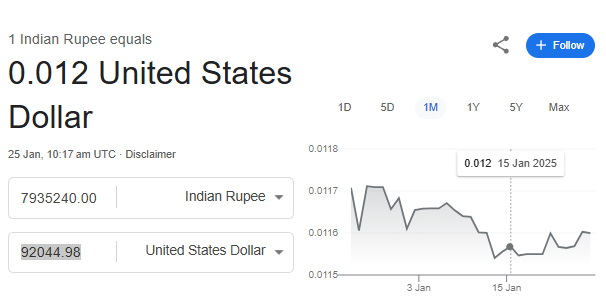 1 Indian Rupee equals
0.012 United States
Dollar
25 Jan, 10:17 am UTC · Disclaimer
7935240.00 Indian Rupee
92044.98 United States Dollar
+ Follow
1D 5D 1M 1Y 5Y Max
0.012 15 Jan 2025
0.0118
0.0117
0.0116
0.0115
3 Jan 15 Jan